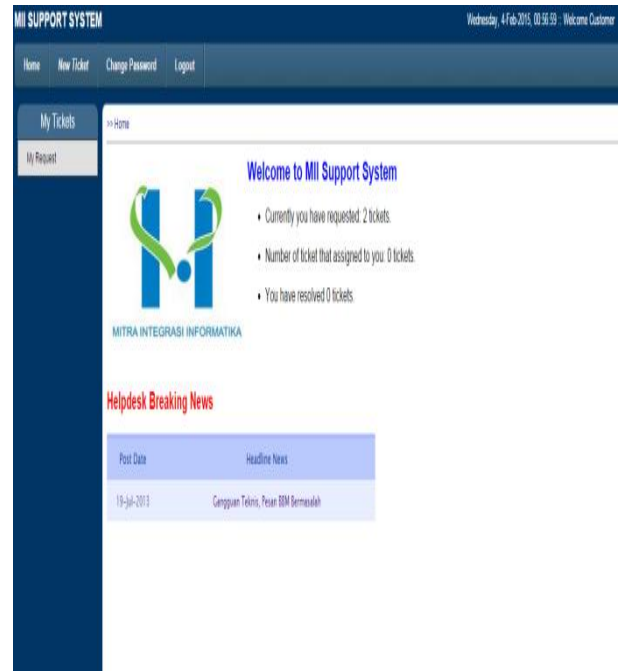 MII SUPPORT SYSTEM
Wednesday, 4-Feb-2015, 00:56:59 :: Welcome Customer
Home New Ticket Change Password Logout
My Tickets
My Request
>> Home
Welcome to MII Support System
• Currently you have requested: 2 tickets.
• Number of ticket that assigned to you: 0 tickets.
• You have resolved 0 tickets.
MITRA INTEGRASI INFORMATIKA
Helpdesk Breaking News
Post Date Headline News
19-Jul-2013 Gangguan Teknis, Pesan BBM Bermasalah